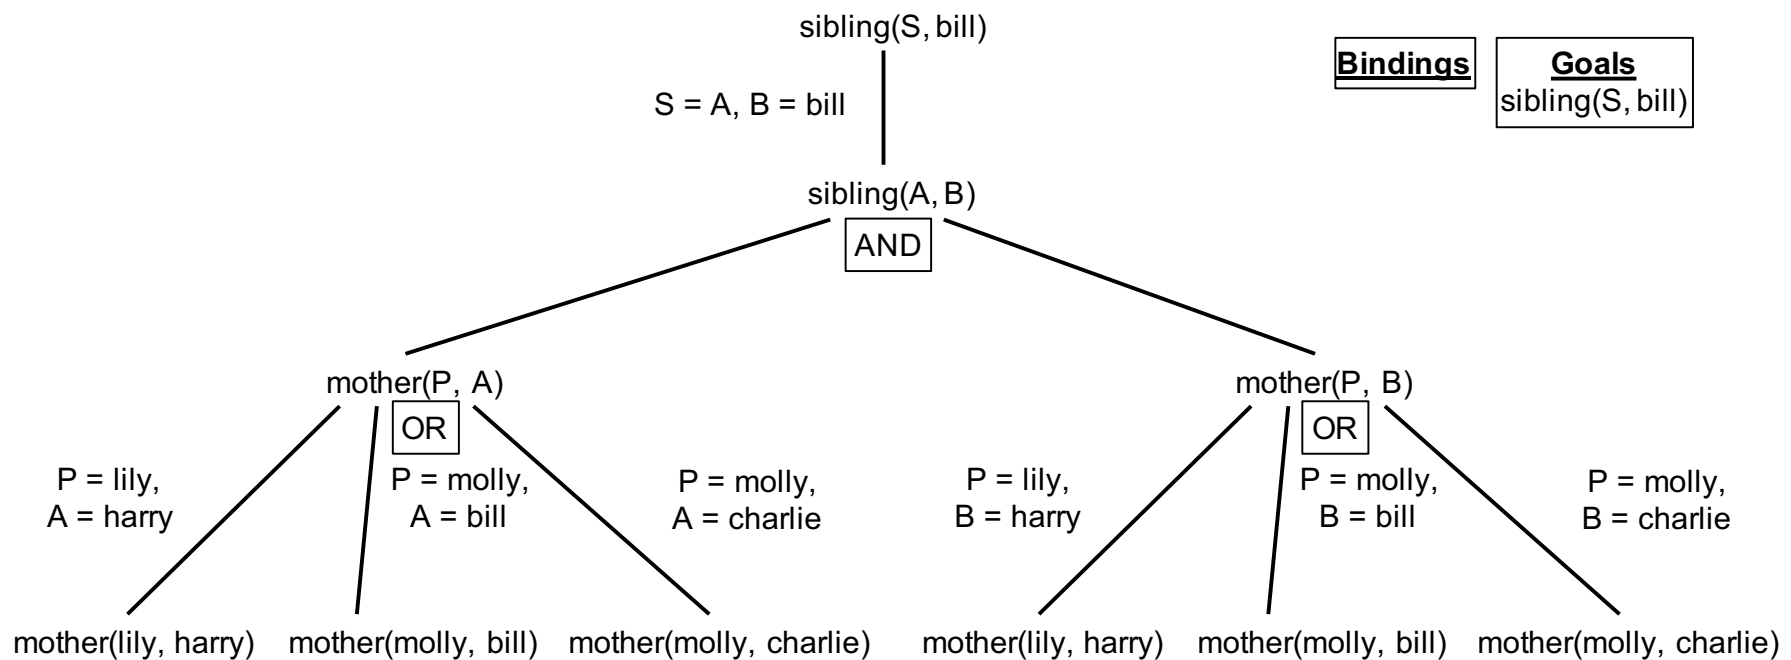 sibling(S, bill)
Bindings
Goals
sibling(S, bill)
S = A, B = bill
sibling(A, B)
AND
mother(P, A)
OR
mother(P, B)
OR
P = lily,
A = harry
P = molly,
A = bill
P = molly,
A = charlie
P = lily,
B = harry
P = molly,
B = bill
P = molly,
B = charlie
mother(lily, harry)
mother(molly, bill)
mother(molly, charlie)
mother(lily, harry)
mother(molly, bill)
mother(molly, charlie)